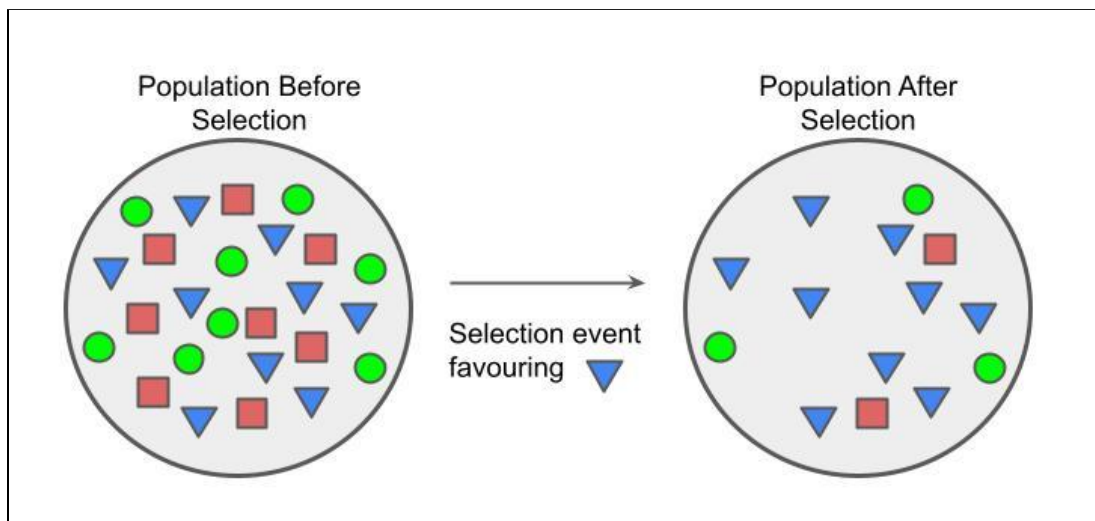 Population Before
Selection
Population After
Selection
Selection event
favouring